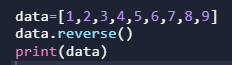 data=[1,2,3,4,5,6,7,8,9]
data.reverse()
print(data)